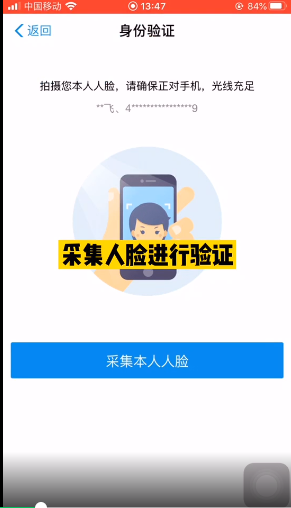 中国移动 13:47 84%
返回 身份验证
拍摄您本人人脸，请确保正对手机，光线充足
**飞、4****************9
采集人脸进行验证
采集本人人脸